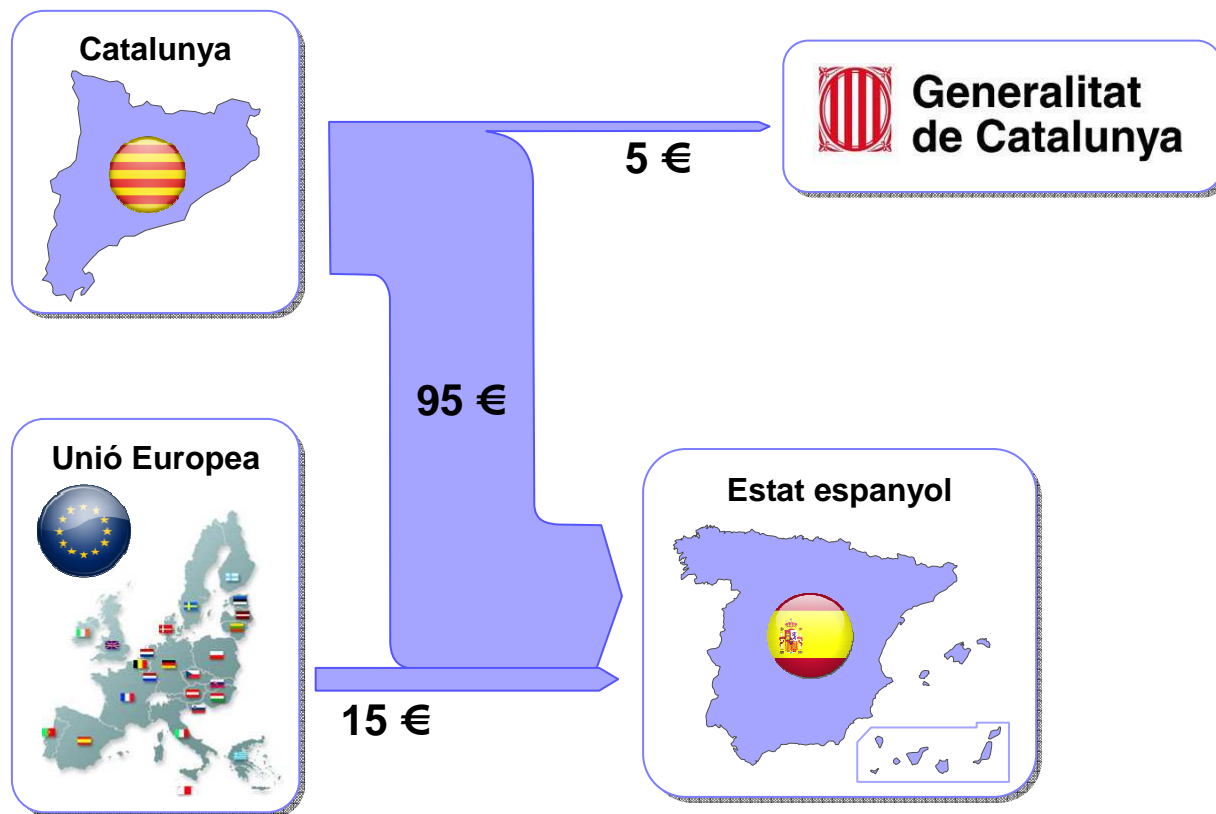 Catalunya
Generalitat
de Catalunya
5 €
95 €
Unió Europea
Estat espanyol
15 €